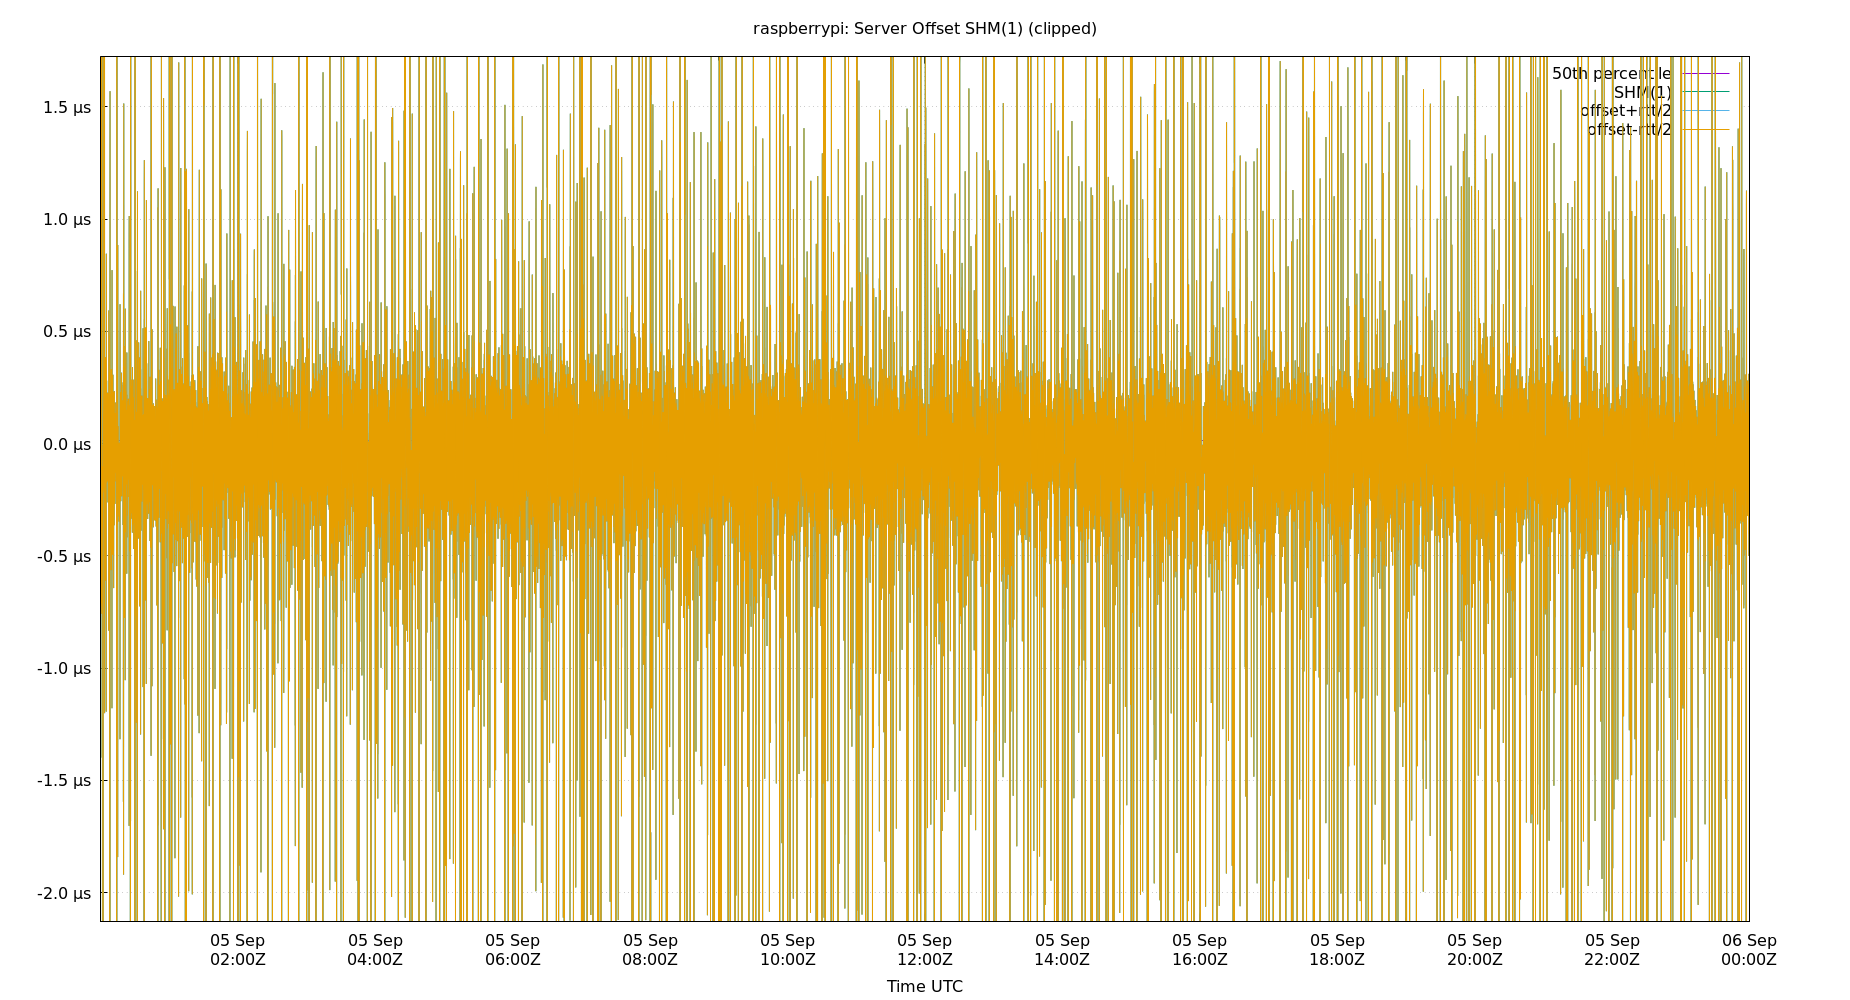 raspberrypi: Server Offset SHM(1) (clipped)
50th percentile
SHM(1)
offset+rtt/2
offset-rtt/2
1.5 µs
1.0 µs
0.5 µs
0.0 µs
-0.5 µs
-1.0 µs
-1.5 µs
-2.0 µs
05 Sep 05 Sep 05 Sep 05 Sep 05 Sep 05 Sep 05 Sep 05 Sep 05 Sep 05 Sep 05 Sep 06 Sep
02:00Z 04:00Z 06:00Z 08:00Z 10:00Z 12:00Z 14:00Z 16:00Z 18:00Z 20:00Z 22:00Z 00:00Z
Time UTC